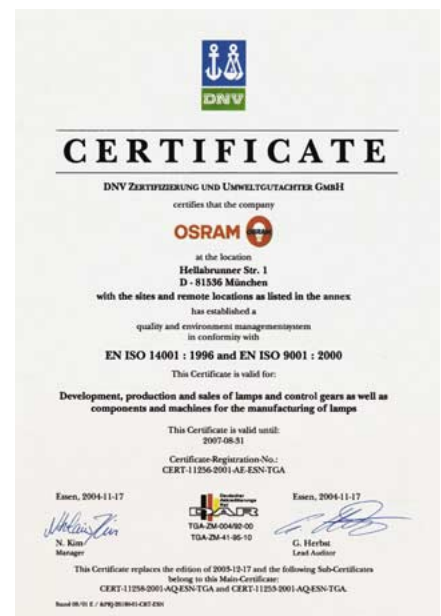 DNV
CERTIFICATE
DNV ZERTIFIZIERUNG UND UMWELTGUTACHTER GMBH
certifies that the company
OSRAM OSRAM
at the location
Hellabrunner Str. 1
D - 81536 München
with the sites and remote locations as listed in the annex
has established a
quality and environment managementsystem
in conformity with
EN ISO 14001 : 1996 and EN ISO 9001 : 2000
This Certificate is valid for:
Development, production and sales of lamps and control gears as well as
components and machines for the manufacturing of lamps
This Certificate is valid until:
2007-08-31
Certificate-Registration-No.:
CERT-11256-2001-AE-ESN-TGA
Essen, 2004-11-17
Deutscher
Akkreditierungs
Rat
DAR
TGA-ZM-004/92-00
TGA-ZM-41-95-10
Essen, 2004-11-17
N. Kim
Manager
G. Herbst
Lead Auditor
This Certificate replaces the edition of 2003-12-17 and the following Sub-Certificates
belong to this Main-Certificate:
CERT-11258-2001-AQ-ESN-TGA and CERT-11253-2001-AQ-ESN-TGA.